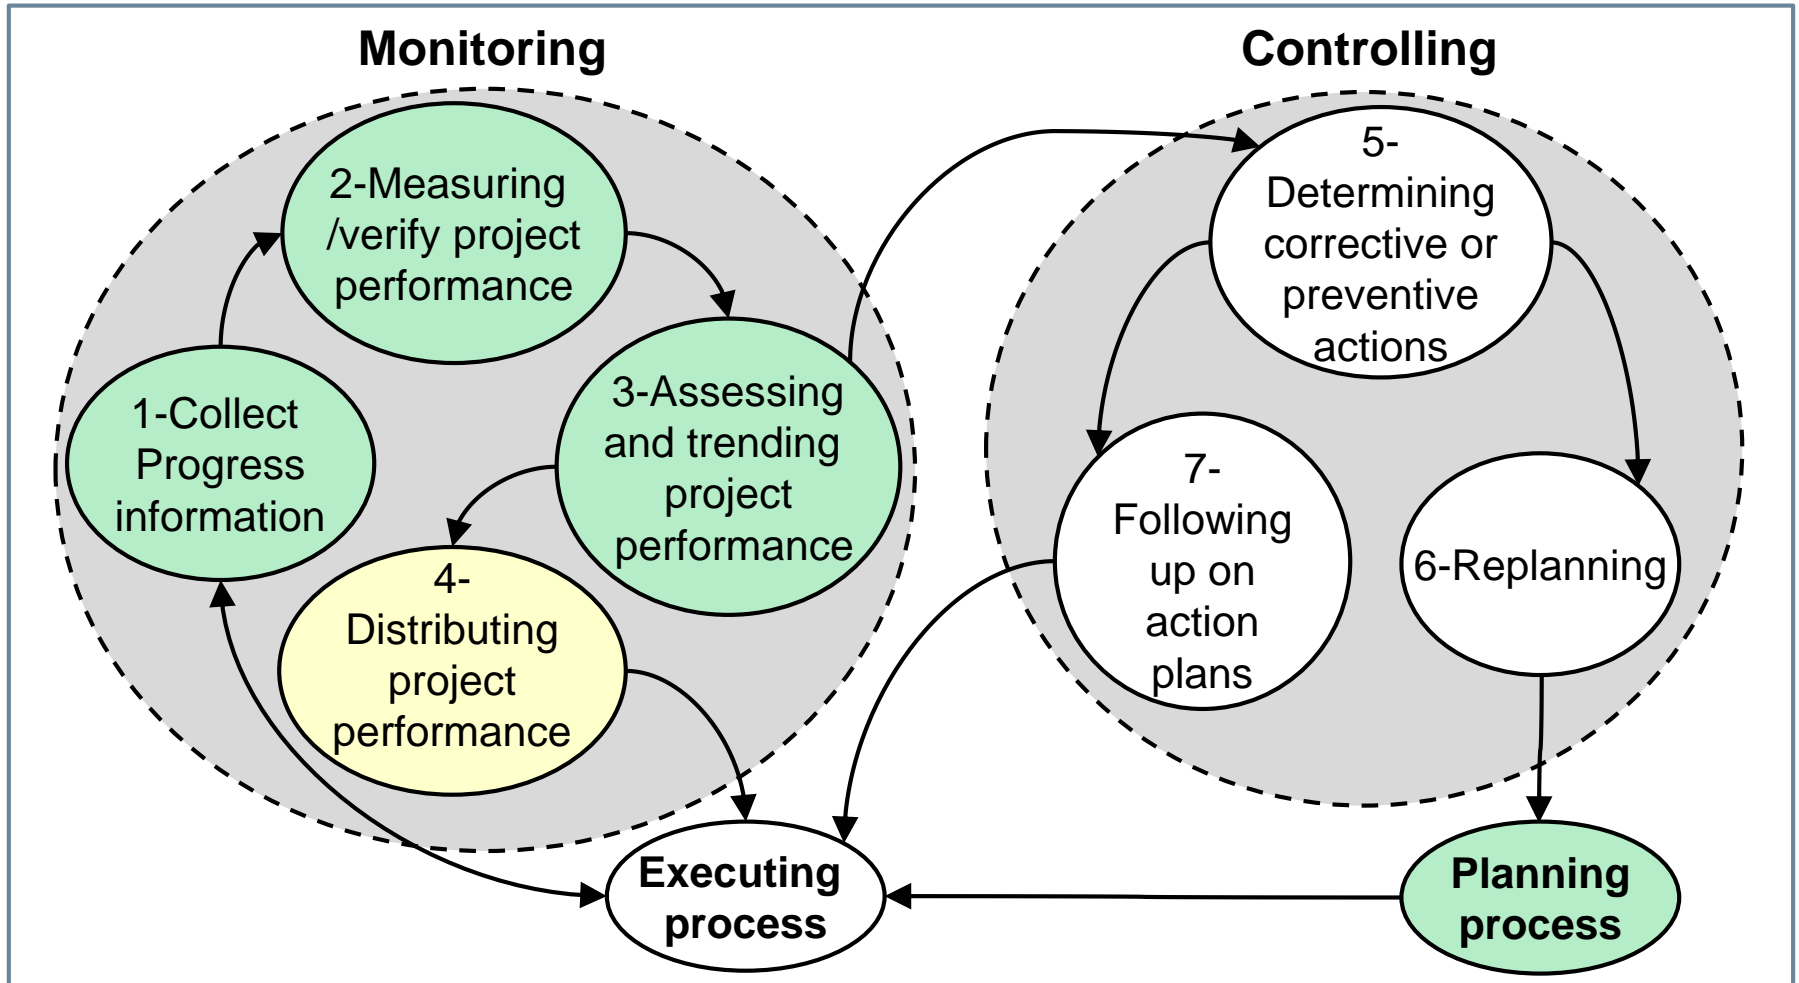 Monitoring
Controlling
2-Measuring
/verify project
performance
1-Collect
Progress
information
3-Assessing
and trending
project
performance
4-
Distributing
project
performance
5-
Determining
corrective or
preventive
actions
7-
Following
up on
action
plans
6-Replanning
Executing
process
Planning
process